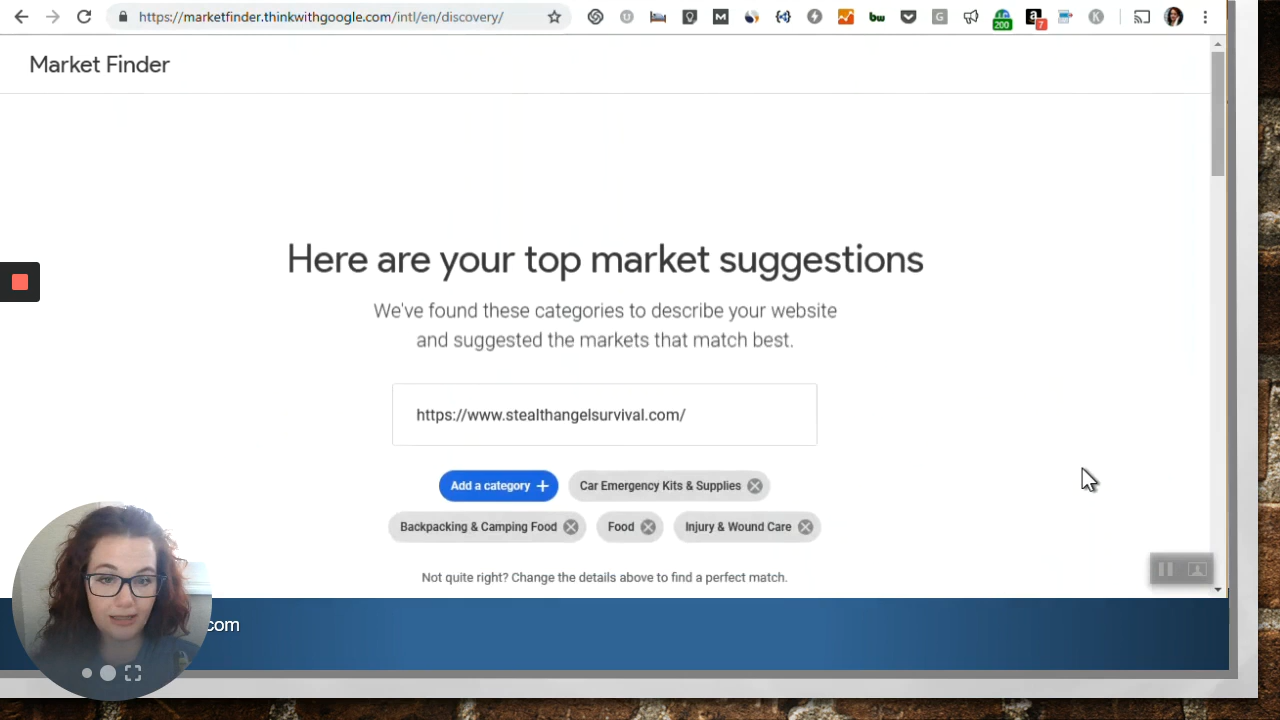 https://marketfinder.thinkwithgoogle.com/intl/en/discovery/
M
bw
G
200
a
7
K
Market Finder
Here are your top market suggestions
We've found these categories to describe your website
and suggested the markets that match best.
https://www.stealthangelsurvival.com/
Add a category +
Car Emergency Kits & Supplies
Backpacking & Camping Food
Food
Injury & Wound Care
Not quite right? Change the details above to find a perfect match.
com